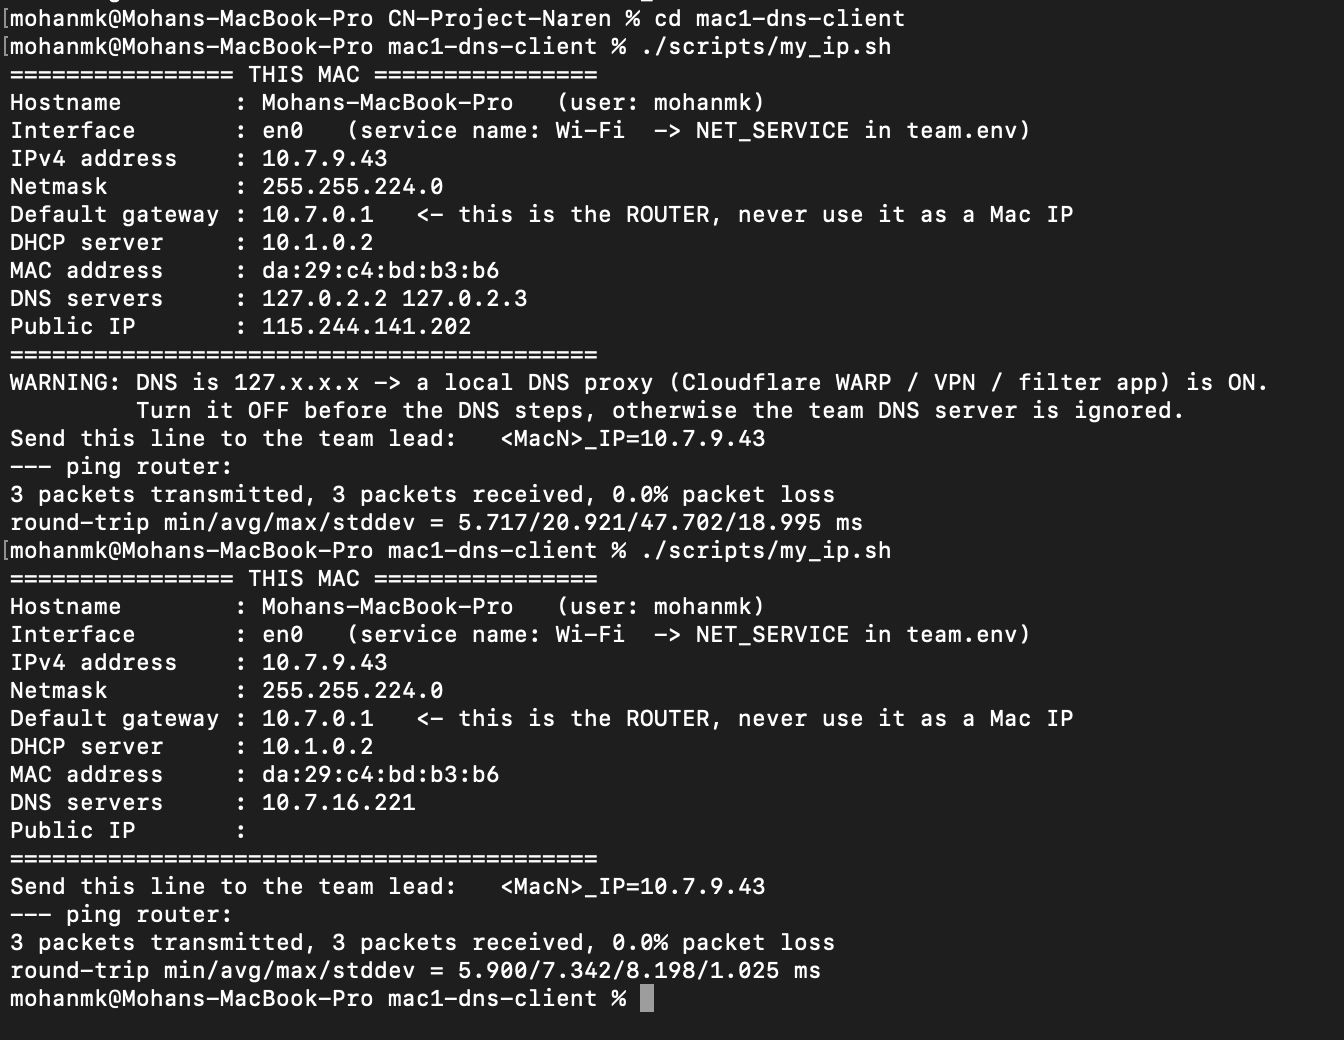 [mohanmk@Mohans-MacBook-Pro CN-Project-Naren % cd mac1-dns-client
[mohanmk@Mohans-MacBook-Pro mac1-dns-client % ./scripts/my_ip.sh
================ THIS MAC ================
Hostname        : Mohans-MacBook-Pro   (user: mohanmk)
Interface       : en0   (service name: Wi-Fi  -> NET_SERVICE in team.env)
IPv4 address    : 10.7.9.43
Netmask         : 255.255.224.0
Default gateway : 10.7.0.1   <- this is the ROUTER, never use it as a Mac IP
DHCP server     : 10.1.0.2
MAC address     : da:29:c4:bd:b3:b6
DNS servers     : 127.0.2.2 127.0.2.3
Public IP       : 115.244.141.202
==========================================
WARNING: DNS is 127.x.x.x -> a local DNS proxy (Cloudflare WARP / VPN / filter app) is ON.
         Turn it OFF before the DNS steps, otherwise the team DNS server is ignored.
Send this line to the team lead:   <MacN>_IP=10.7.9.43
--- ping router:
3 packets transmitted, 3 packets received, 0.0% packet loss
round-trip min/avg/max/stddev = 5.717/20.921/47.702/18.995 ms
[mohanmk@Mohans-MacBook-Pro mac1-dns-client % ./scripts/my_ip.sh
================ THIS MAC ================
Hostname        : Mohans-MacBook-Pro   (user: mohanmk)
Interface       : en0   (service name: Wi-Fi  -> NET_SERVICE in team.env)
IPv4 address    : 10.7.9.43
Netmask         : 255.255.224.0
Default gateway : 10.7.0.1   <- this is the ROUTER, never use it as a Mac IP
DHCP server     : 10.1.0.2
MAC address     : da:29:c4:bd:b3:b6
DNS servers     : 10.7.16.221
Public IP       :
==========================================
Send this line to the team lead:   <MacN>_IP=10.7.9.43
--- ping router:
3 packets transmitted, 3 packets received, 0.0% packet loss
round-trip min/avg/max/stddev = 5.900/7.342/8.198/1.025 ms
mohanmk@Mohans-MacBook-Pro mac1-dns-client %